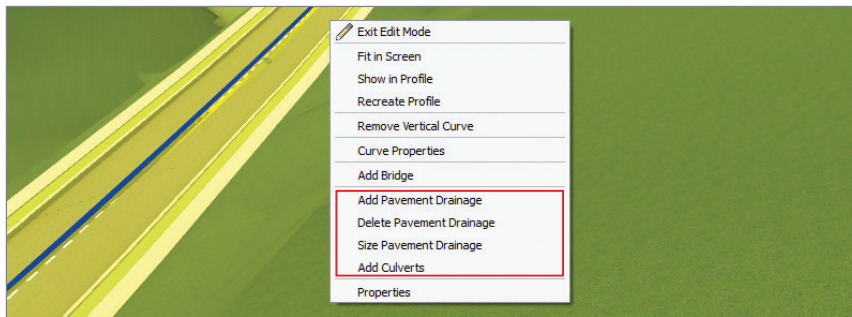 Exit Edit Mode
Fit in Screen
Show in Profile
Recreate Profile
Remove Vertical Curve
Curve Properties
Add Bridge
Add Pavement Drainage
Delete Pavement Drainage
Size Pavement Drainage
Add Culverts
Properties